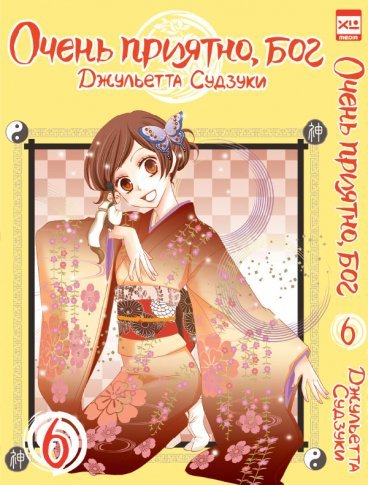 Очень приятно, Бог
Джульетта Судзуки
神
神
6
XL
MEDIA
Очень приятно, Бог
6
Джульетта
Судзуки